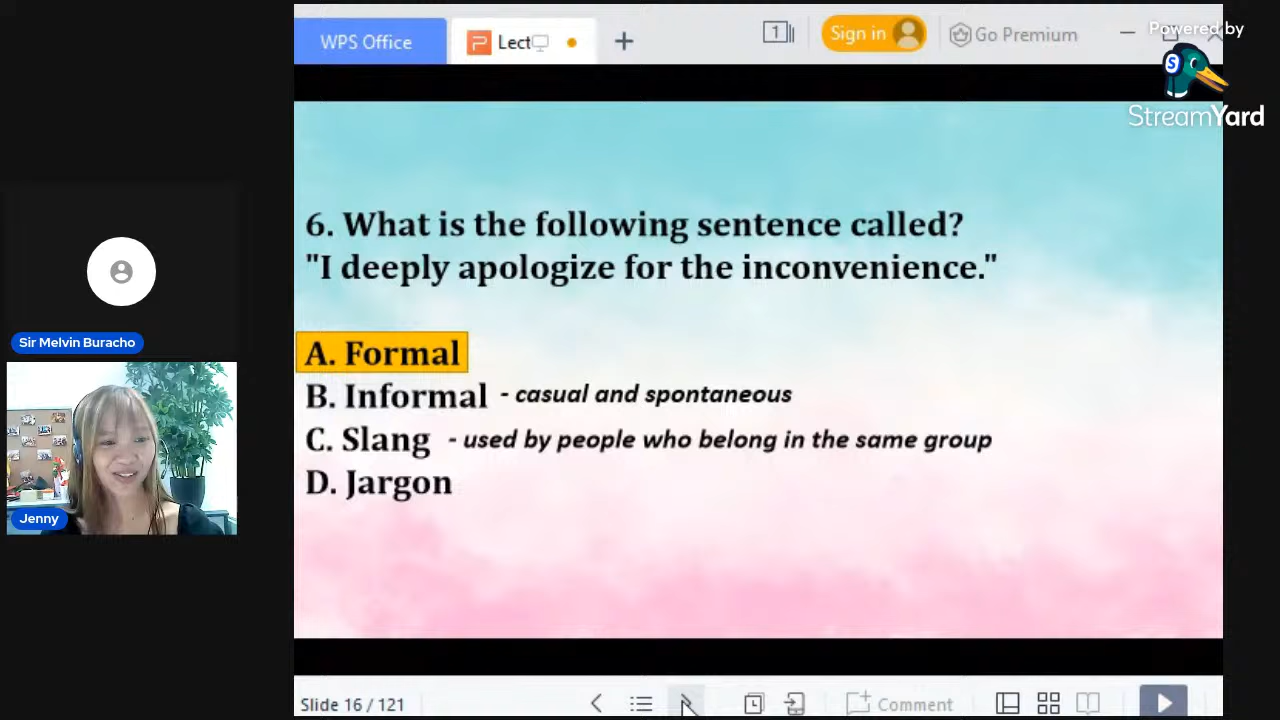 WPS Office
Lect
1
Sign in
Go Premium
Powered by
S
StreamYard
6. What is the following sentence called?
"I deeply apologize for the inconvenience."
A. Formal
B. Informal - casual and spontaneous
C. Slang - used by people who belong in the same group
D. Jargon
Sir Melvin Buracho
Jenny
Slide 16 / 121
Comment